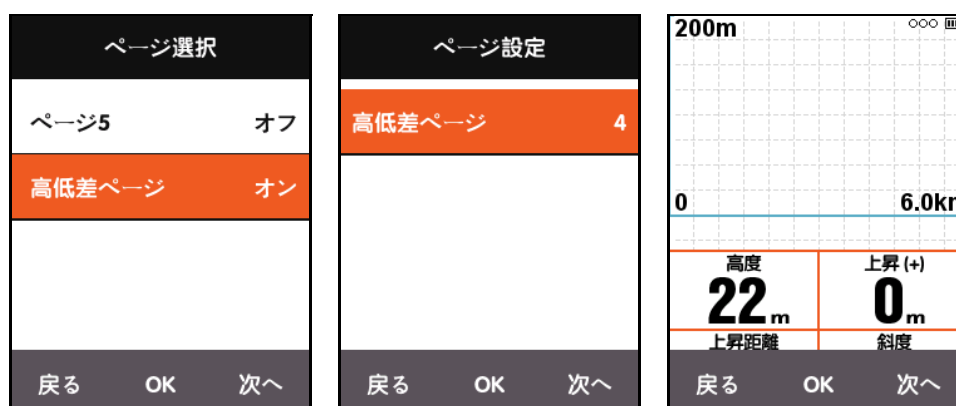 ページ選択
ページ5 オフ
高低差ページ オン
戻る OK 次へ
ページ設定
高低差ページ 4
戻る OK 次へ
200m
0 6.0km
高度 上昇 (+)
22 m 0 m
上昇距離 斜度
戻る OK 次へ